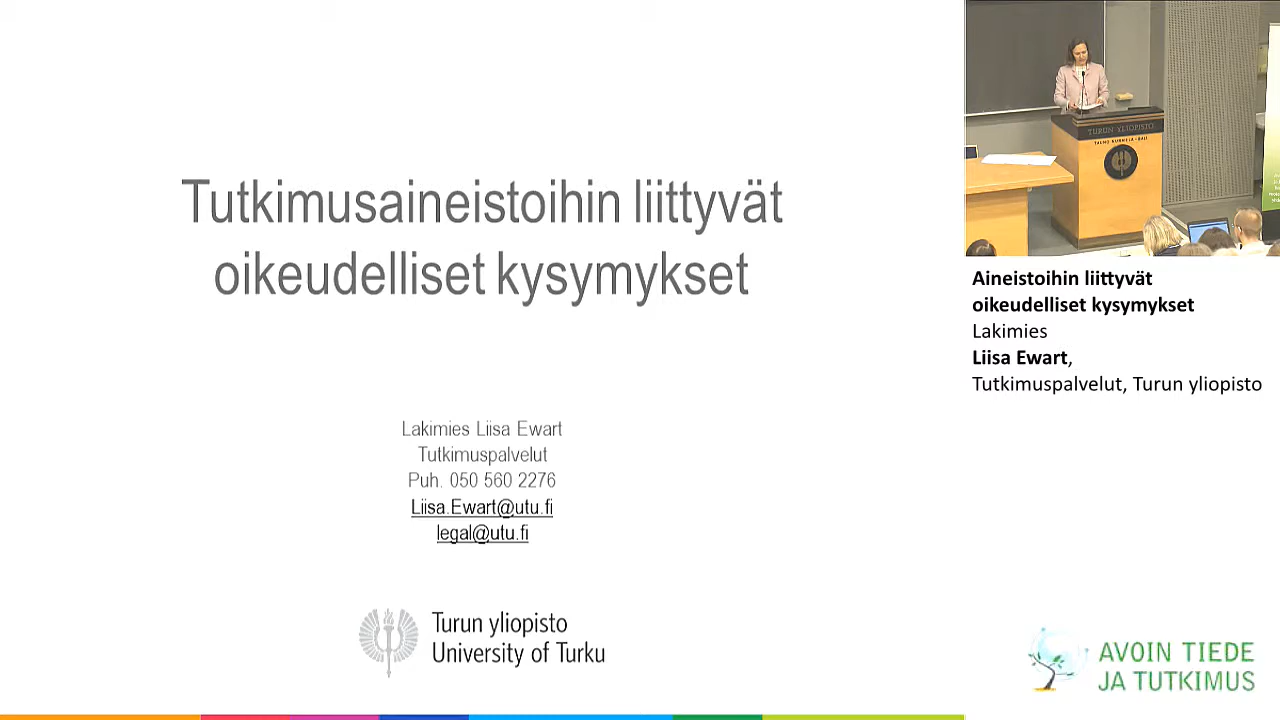 Tutkimusaineistoihin liittyvät
oikeudelliset kysymykset
Lakimies Liisa Ewart
Tutkimuspalvelut
Puh. 050 560 2276
Liisa.Ewart@utu.fi
legal@utu.fi
Turun yliopisto
University of Turku
TURUN YLIOPISTO
Aineistoihin liittyvät
oikeudelliset kysymykset
Lakimies
Liisa Ewart,
Tutkimuspalvelut, Turun yliopisto
AVOIN TIEDE
JA TUTKIMUS